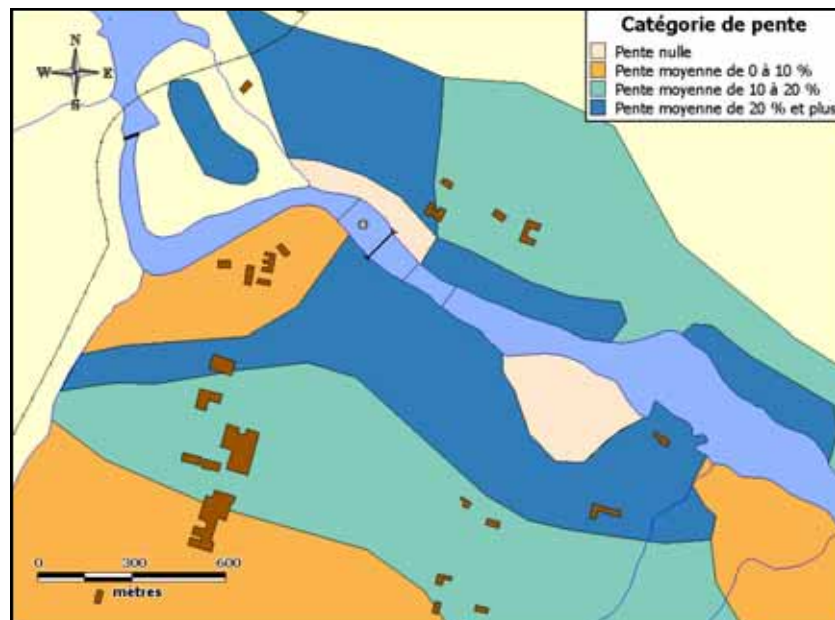 Catégorie de pente
Pente nulle
Pente moyenne de 0 à 10 %
Pente moyenne de 10 à 20 %
Pente moyenne de 20 % et plus
N
W E
S
0 300 600
mètres